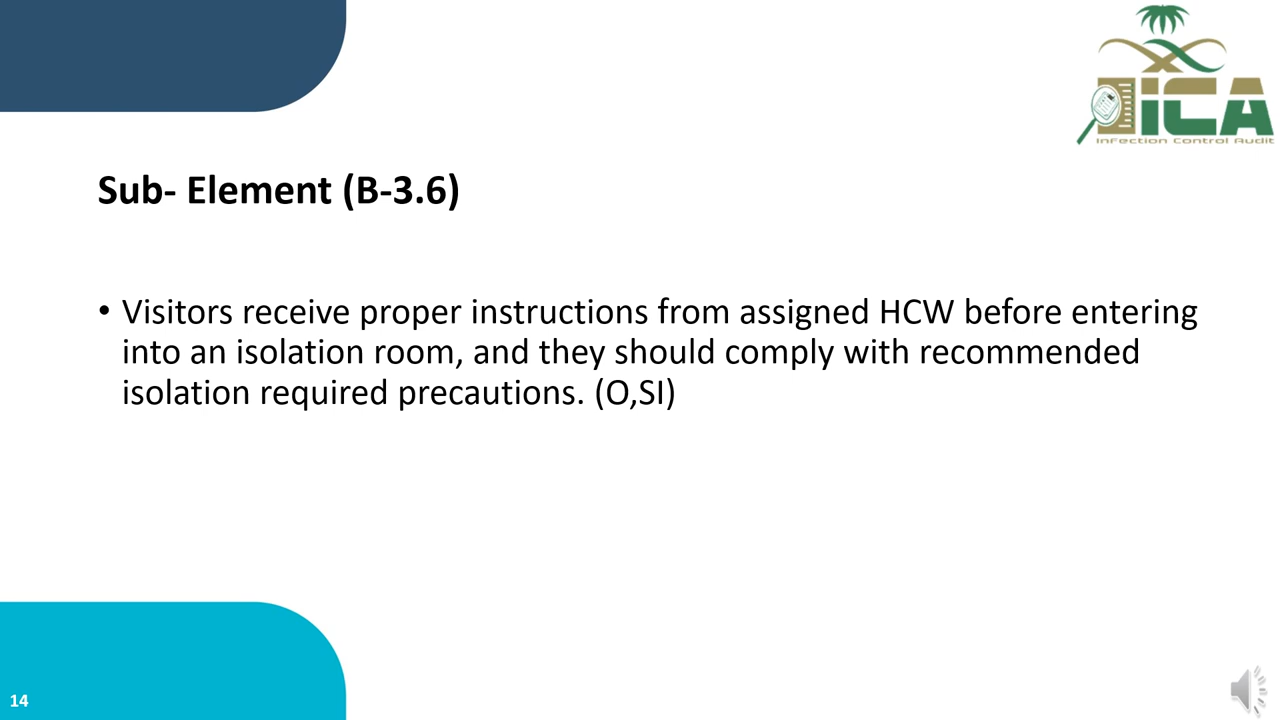 iCA
Infection Control Audit
Sub- Element (B-3.6)
• Visitors receive proper instructions from assigned HCW before entering
into an isolation room, and they should comply with recommended
isolation required precautions. (O,SI)
14